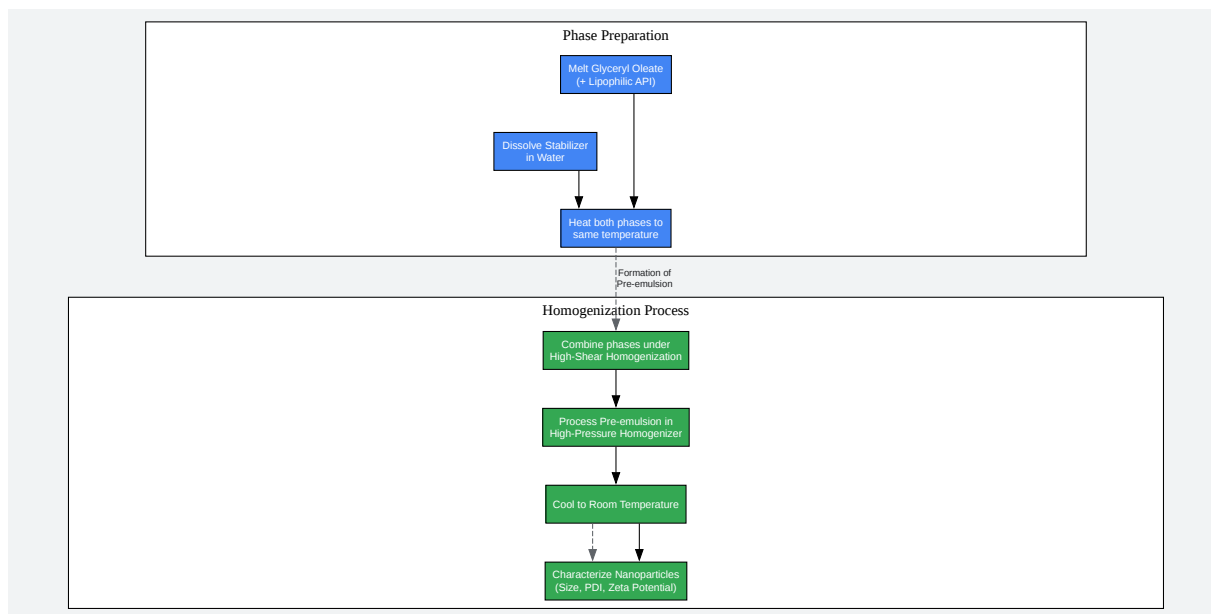 Phase Preparation
Melt Glyceryl Oleate
(+ Lipophilic API)
Dissolve Stabilizer
in Water
Heat both phases to
same temperature
Formation of
Pre-emulsion
Homogenization Process
Combine phases under
High-Shear Homogenization
Process Pre-emulsion in
High-Pressure Homogenizer
Cool to Room Temperature
Characterize Nanoparticles
(Size, PDI, Zeta Potential)